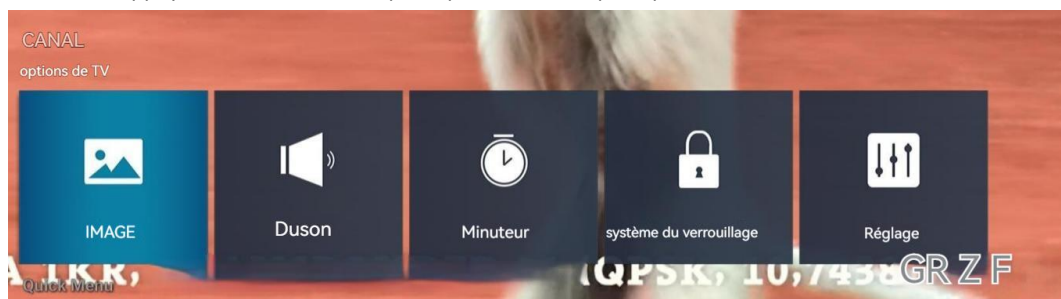 CANAL
options de TV
IMAGE
Duson
Minuteur
système du verrouillage
Réglage
QPSK, 10,7438
GR Z F
Quick Menu